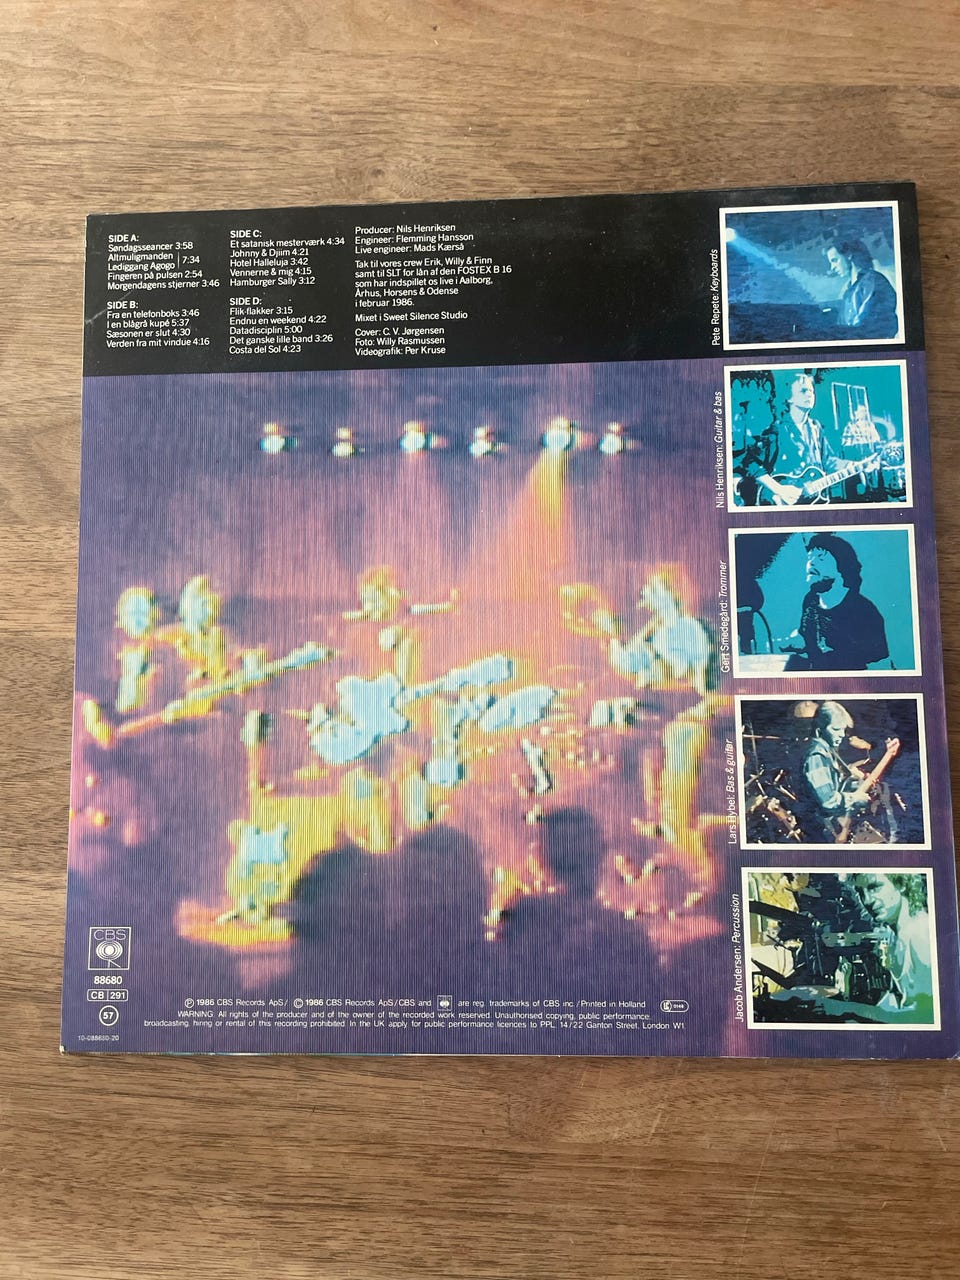 SIDE A:
Søndagsseancer 3:58
Altmuligmanden
Lediggang Agogo 7:34
Fingeren på pulsen 2:54
Morgendagens stjerner 3:46
SIDE B:
Fra en telefonboks 3:46
I en blågrå kupé 5:37
Sæsonen er slut 4:30
Verden fra mit vindue 4:16
SIDE C:
Et satanisk mesterværk 4:34
Johnny & Djiim 4:21
Hotel Halleluja 3:42
Vennerne & mig 4:15
Hamburger Sally 3:12
SIDE D:
Flik-flakker 3:15
Endnu en weekend 4:22
Datadisciplin 5:00
Det ganske lille band 3:26
Costa del Sol 4:23
Producer: Nils Henriksen
Engineer: Flemming Hansson
Live engineer: Mads Kærså
Tak til vores crew Erik, Willy & Finn
samt til SLT for lån af den FOSTEX B 16
som har indspillet os live i Aalborg,
Århus, Horsens & Odense
i februar 1986.
Mixet i Sweet Silence Studio
Cover: C. V. Jørgensen
Foto: Willy Rasmussen
Videografik: Per Kruse
Pete Repete: Keyboards
Nils Henriksen: Guitar & bas
Gert Smedegård: Trommer
Lars Hybel: Bas & guitar
Jacob Andersen: Percussion
CBS
88680
CB 291
57
10-088680-20
℗ 1986 CBS Records ApS / © 1986 CBS Records ApS/CBS and CBS are reg. trademarks of CBS inc./Printed in Holland
WARNING. All rights of the producer and of the owner of the recorded work reserved. Unauthorised copying, public performance,
broadcasting, hiring or rental of this recording prohibited. In the UK apply for public performance licences to PPL, 14/22 Ganton Street, London W1.
LC 0149